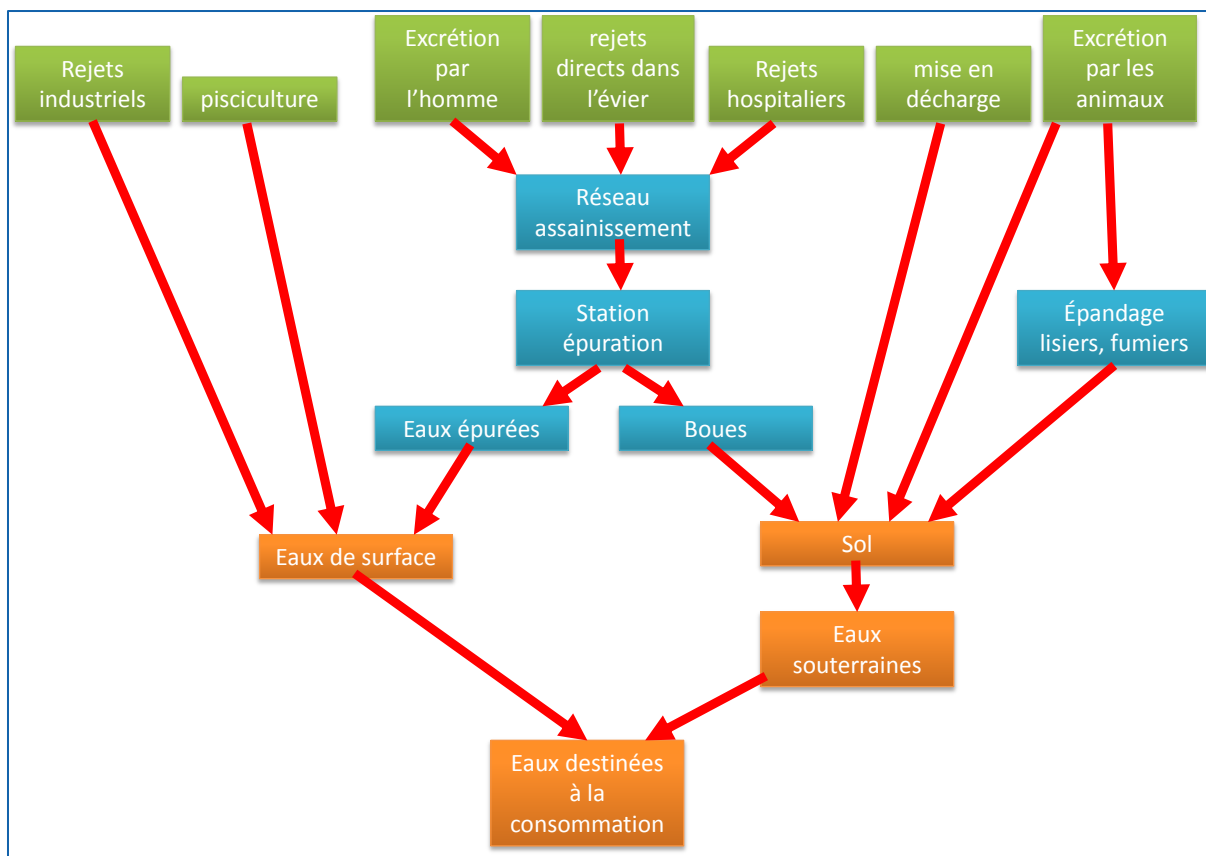 Rejets
industriels
pisciculture
Excrétion
par
l’homme
rejets
directs dans
l’évier
Rejets
hospitaliers
mise en
décharge
Excrétion
par les
animaux
Réseau
assainissement
Station
épuration
Épandage
lisiers, fumiers
Eaux épurées
Boues
Eaux de surface
Sol
Eaux
souterraines
Eaux destinées
à la
consommation